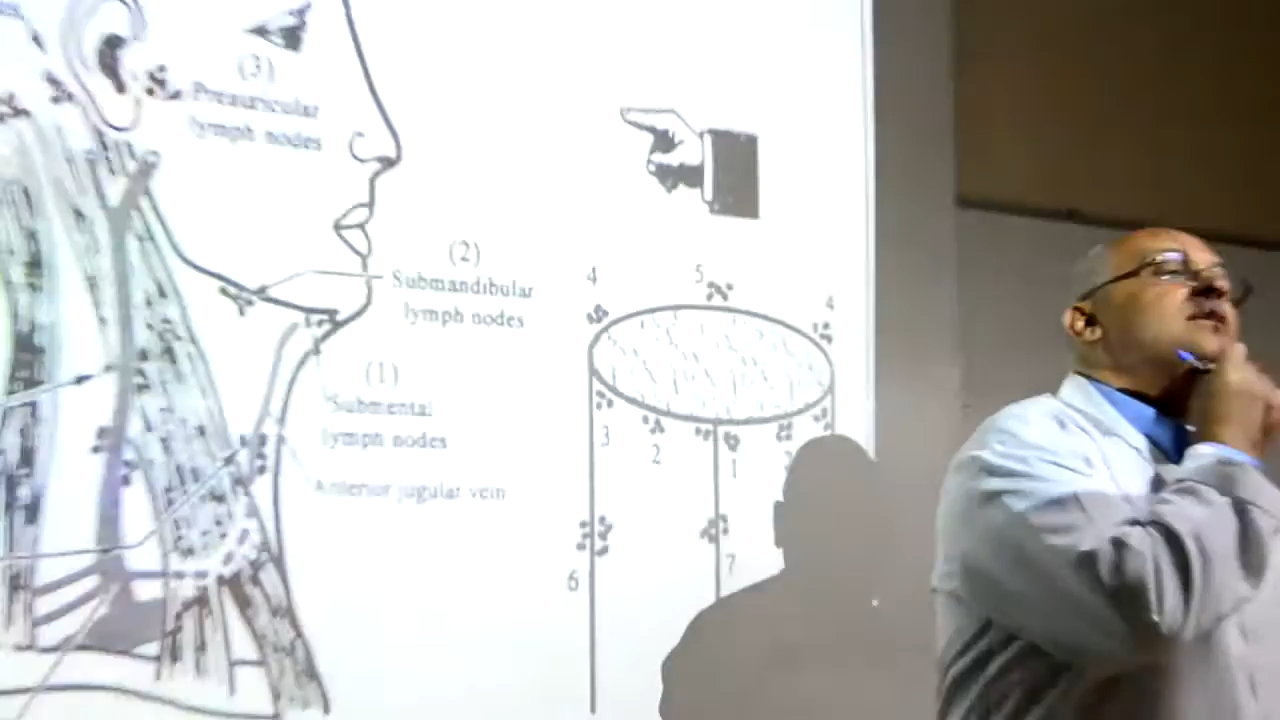 (3)
Preauricular
lymph nodes
(2)
Submandibular
lymph nodes
(1)
Submental
lymph nodes
Anterior jugular vein
4
5
4
3
2
1
6
7